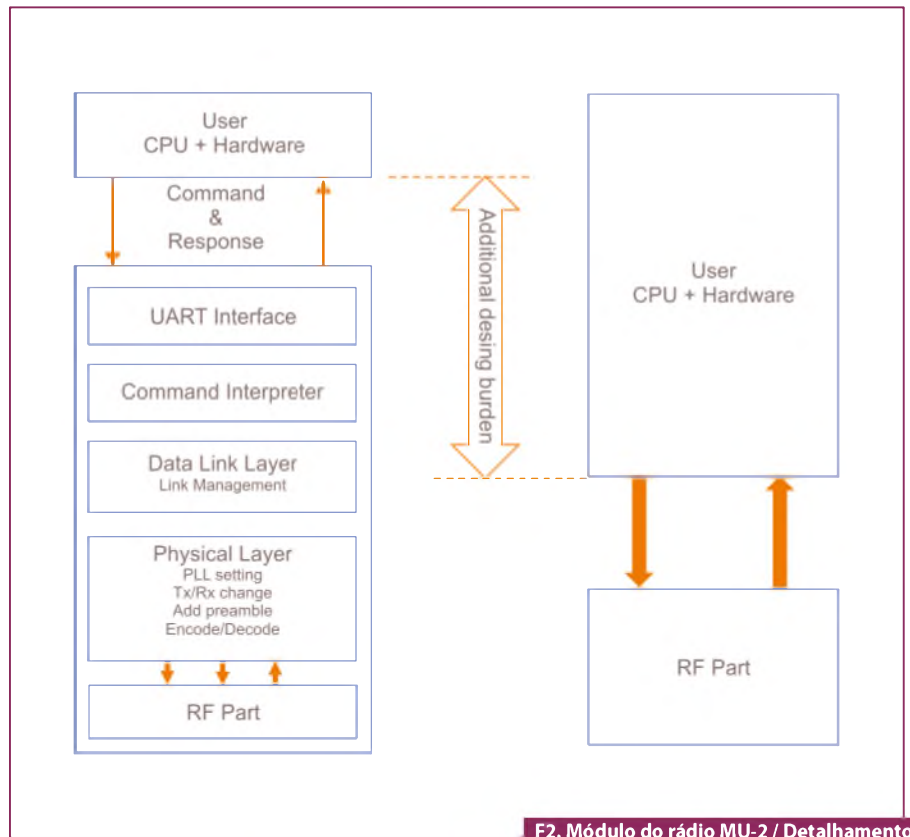 User
CPU + Hardware
Command
&
Response
UART Interface
Command Interpreter
Data Link Layer
Link Management
Physical Layer
PLL setting
Tx/Rx change
Add preamble
Encode/Decode
RF Part
Additional desing burden
User
CPU + Hardware
RF Part
F2. Módulo do rádio MU-2 / Detalhamento